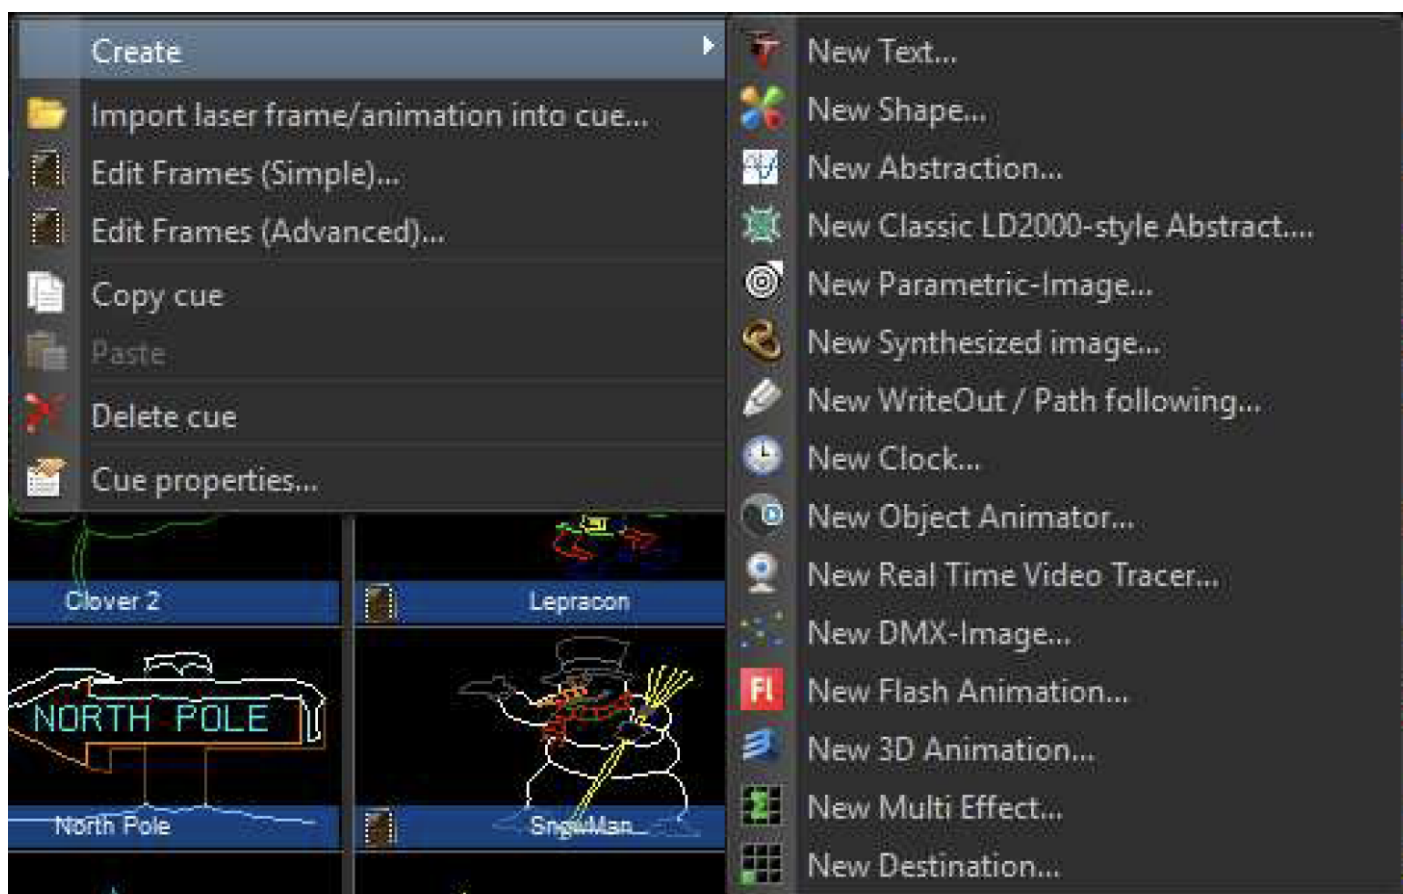 Create
Import laser frame/animation into cue...
Edit Frames (Simple)...
Edit Frames (Advanced)...
Copy cue
Paste
Delete cue
Cue properties...
New Text...
New Shape...
New Abstraction...
New Classic LD2000-style Abstract....
New Parametric-Image...
New Synthesized image...
New WriteOut / Path following...
New Clock...
New Object Animator...
New Real Time Video Tracer...
New DMX-Image...
Fl
New Flash Animation...
New 3D Animation...
New Multi Effect...
New Destination...
Clover 2
Lepracon
NORTH POLE
North Pole
SnowMan